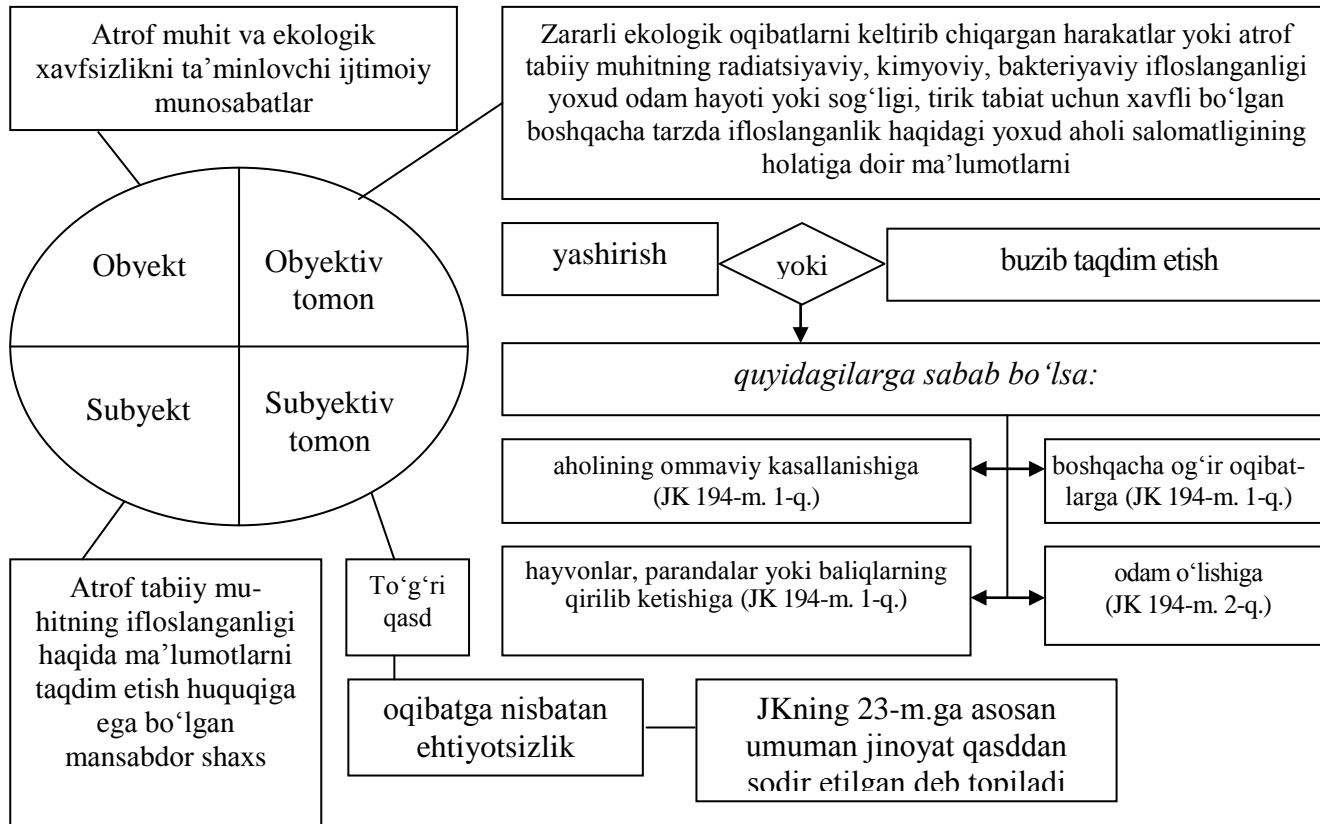 Atrof muhit va ekologik
xavfsizlikni ta’minlovchi ijtimoiy
munosabatlar
Zararli ekologik oqibatlarni keltirib chiqargan harakatlar yoki atrof
tabiiy muhitning radiatsiyaviy, kimyoviy, bakteriyaviy ifloslanganligi
yoxud odam hayoti yoki sog‘ligi, tirik tabiat uchun xavfli bo‘lgan
boshqacha tarzda ifloslanganlik haqidagi yoxud aholi salomatligining
holatiga doir ma’lumotlarni
Obyekt
Obyektiv
tomon
Subyekt
Subyektiv
tomon
yashirish
yoki
buzib taqdim etish
quyidagilarga sabab bo‘lsa:
aholining ommaviy kasallanishiga
(JK 194-m. 1-q.)
boshqacha og‘ir oqibat-
larga (JK 194-m. 1-q.)
hayvonlar, parandalar yoki baliqlarning
qirilib ketishiga (JK 194-m. 1-q.)
odam o‘lishiga
(JK 194-m. 2-q.)
Atrof tabiiy mu-
hitning ifloslanganligi
haqida ma’lumotlarni
taqdim etish huquqiga
ega bo‘lgan
mansabdor shaxs
To‘g‘ri
qasd
oqibatga nisbatan
ehtiyotsizlik
JKning 23-m.ga asosan
umuman jinoyat qasddan
sodir etilgan deb topiladi